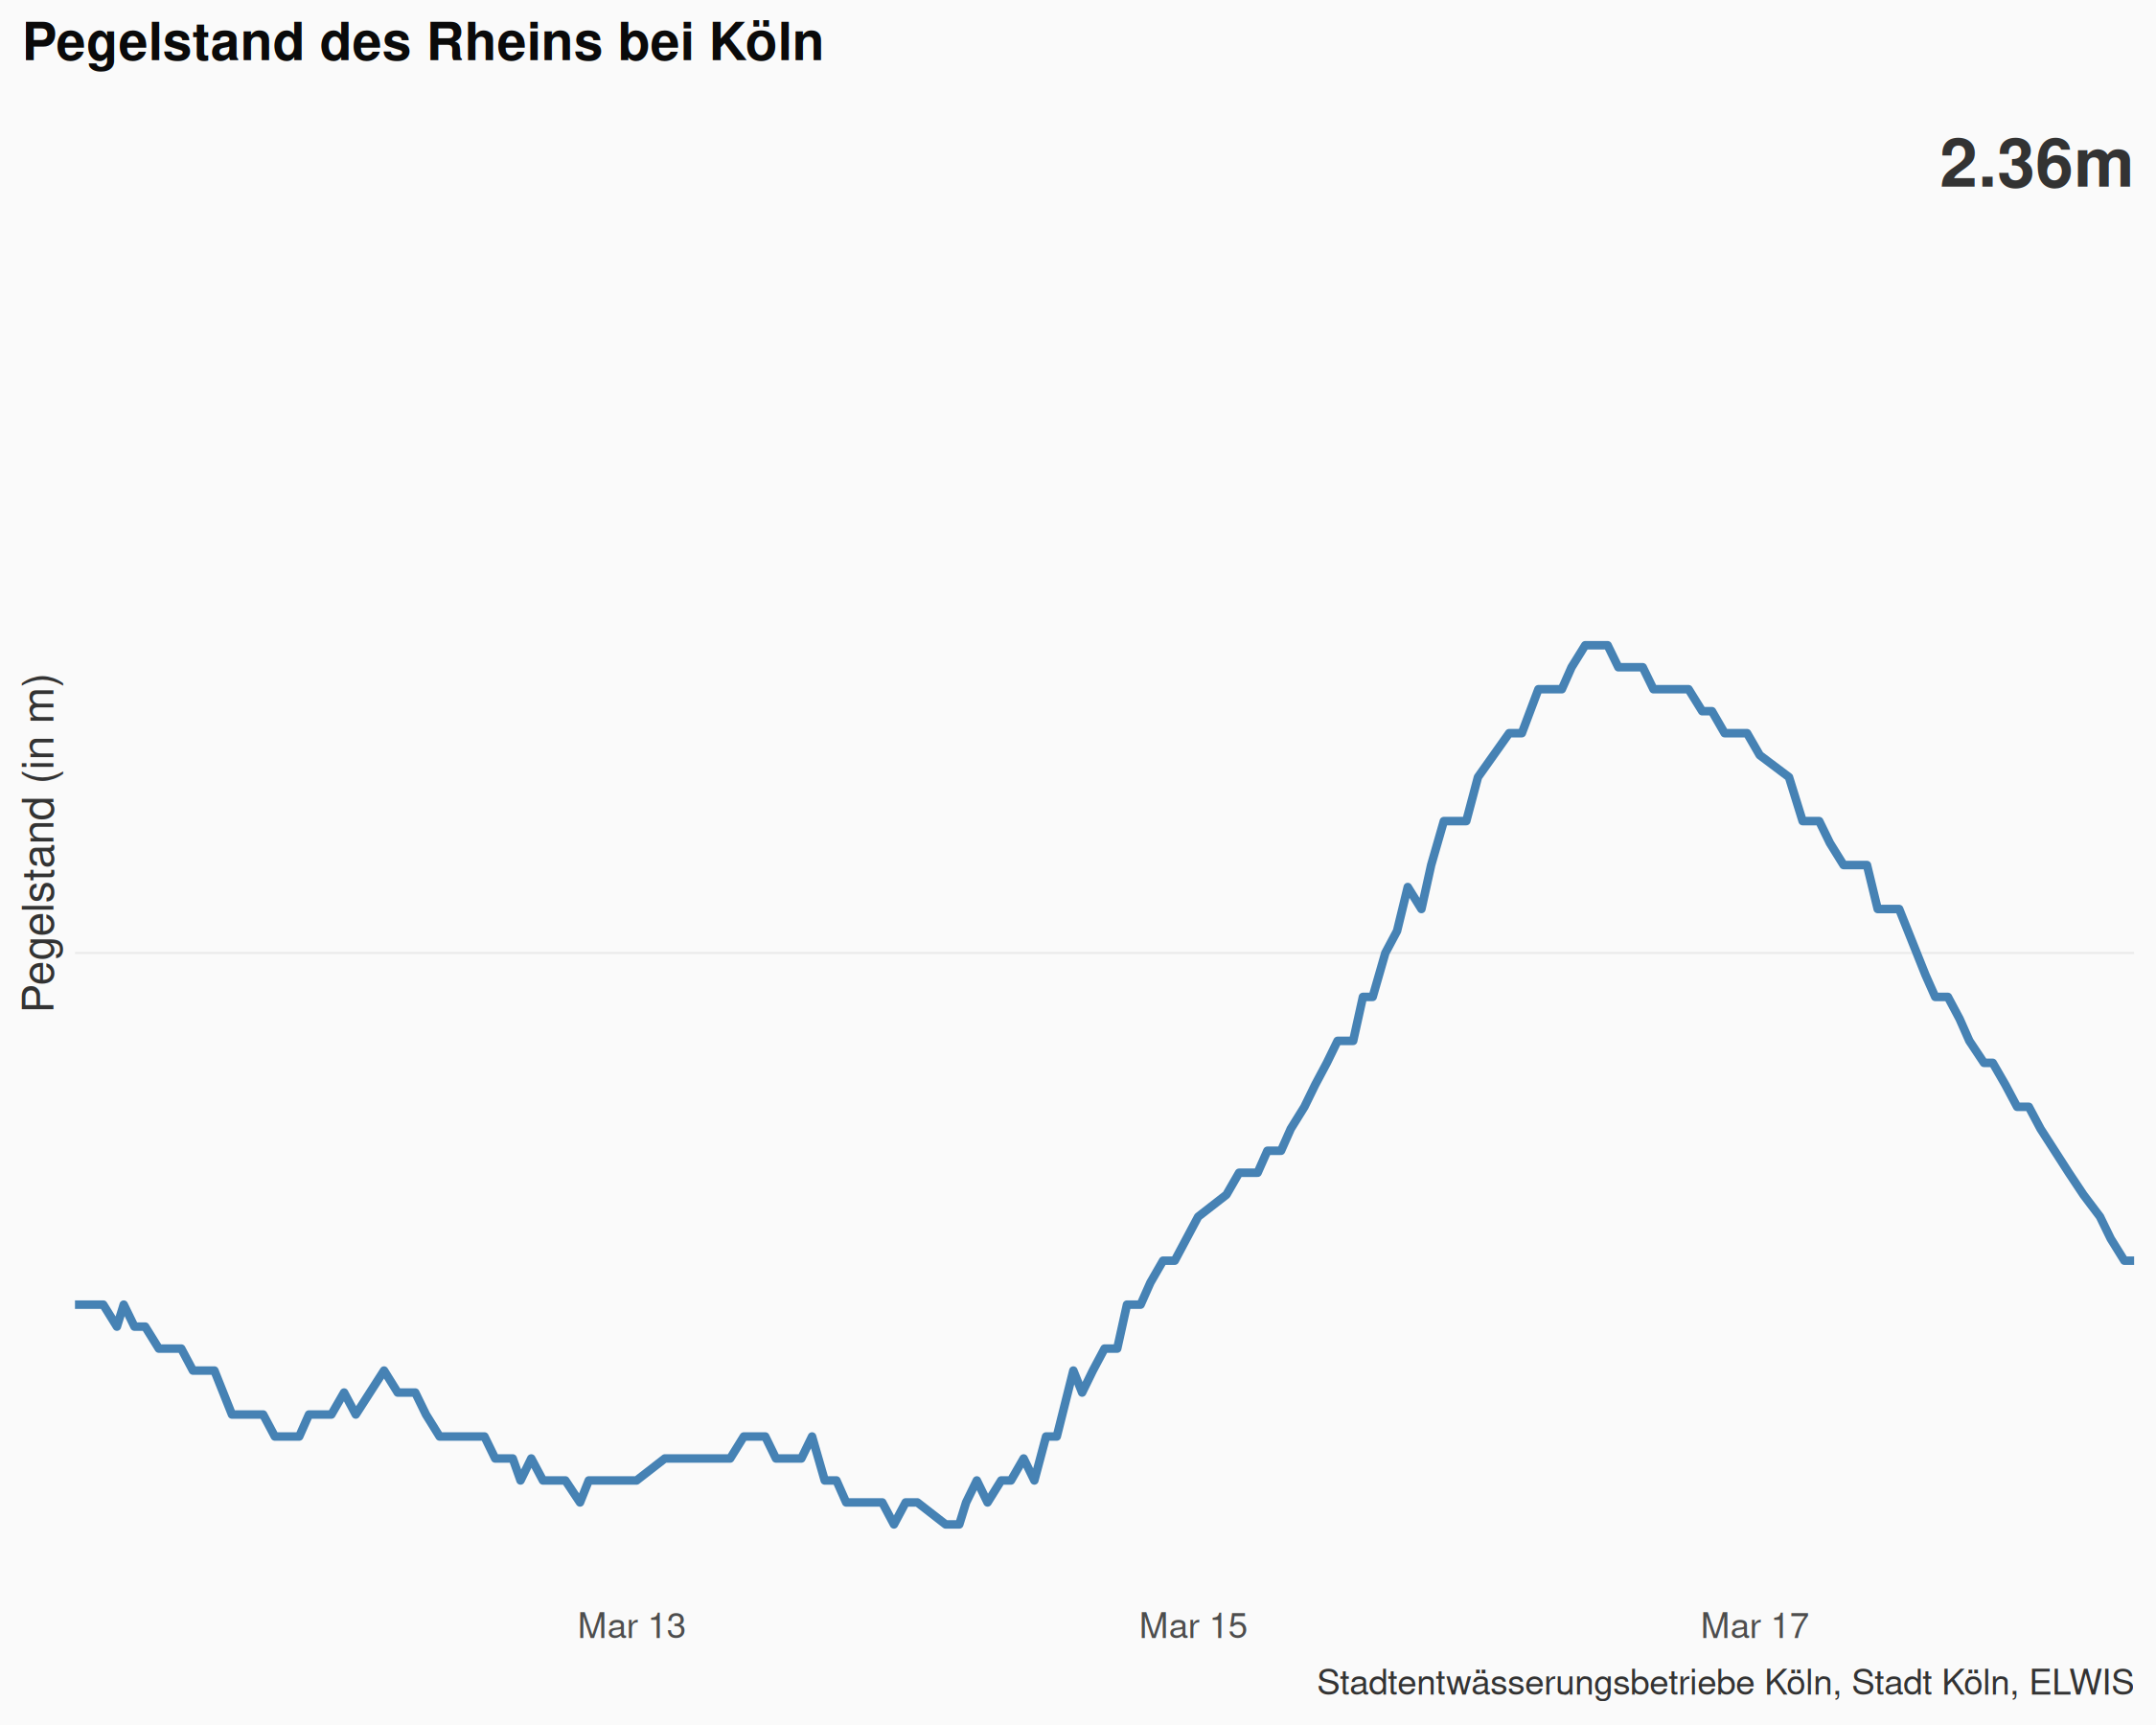 Pegelstand des Rheins bei Köln
2.36m
Pegelstand (in m)
Mar 13
Mar 15
Mar 17
Stadtentwässerungsbetriebe Köln, Stadt Köln, ELWIS